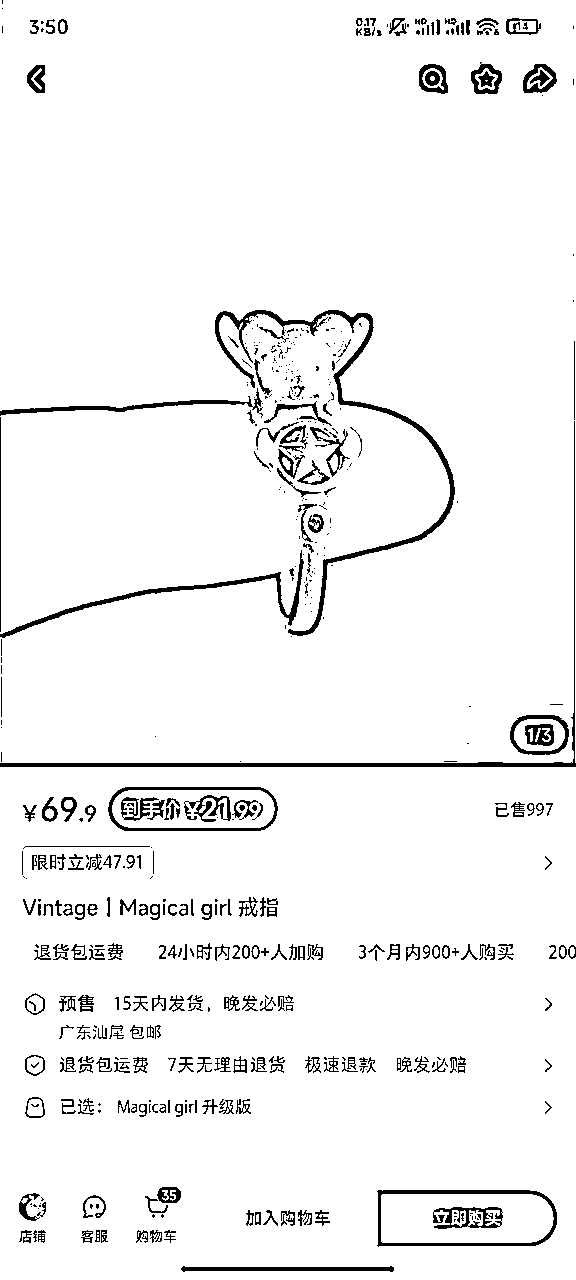 3:50 0.17 KB/s HD HD
1/3
¥69.9 到手价 ¥21.99 已售997
限时立减47.91
Vintage | Magical girl 戒指
退货包运费 24小时内200+人加购 3个月内900+人购买 200
预售 15天内发货，晚发必赔
广东汕尾 包邮
退货包运费 7天无理由退货 极速退款 晚发必赔
已选： Magical girl 升级版
35
店铺 客服 购物车 加入购物车 立即购买